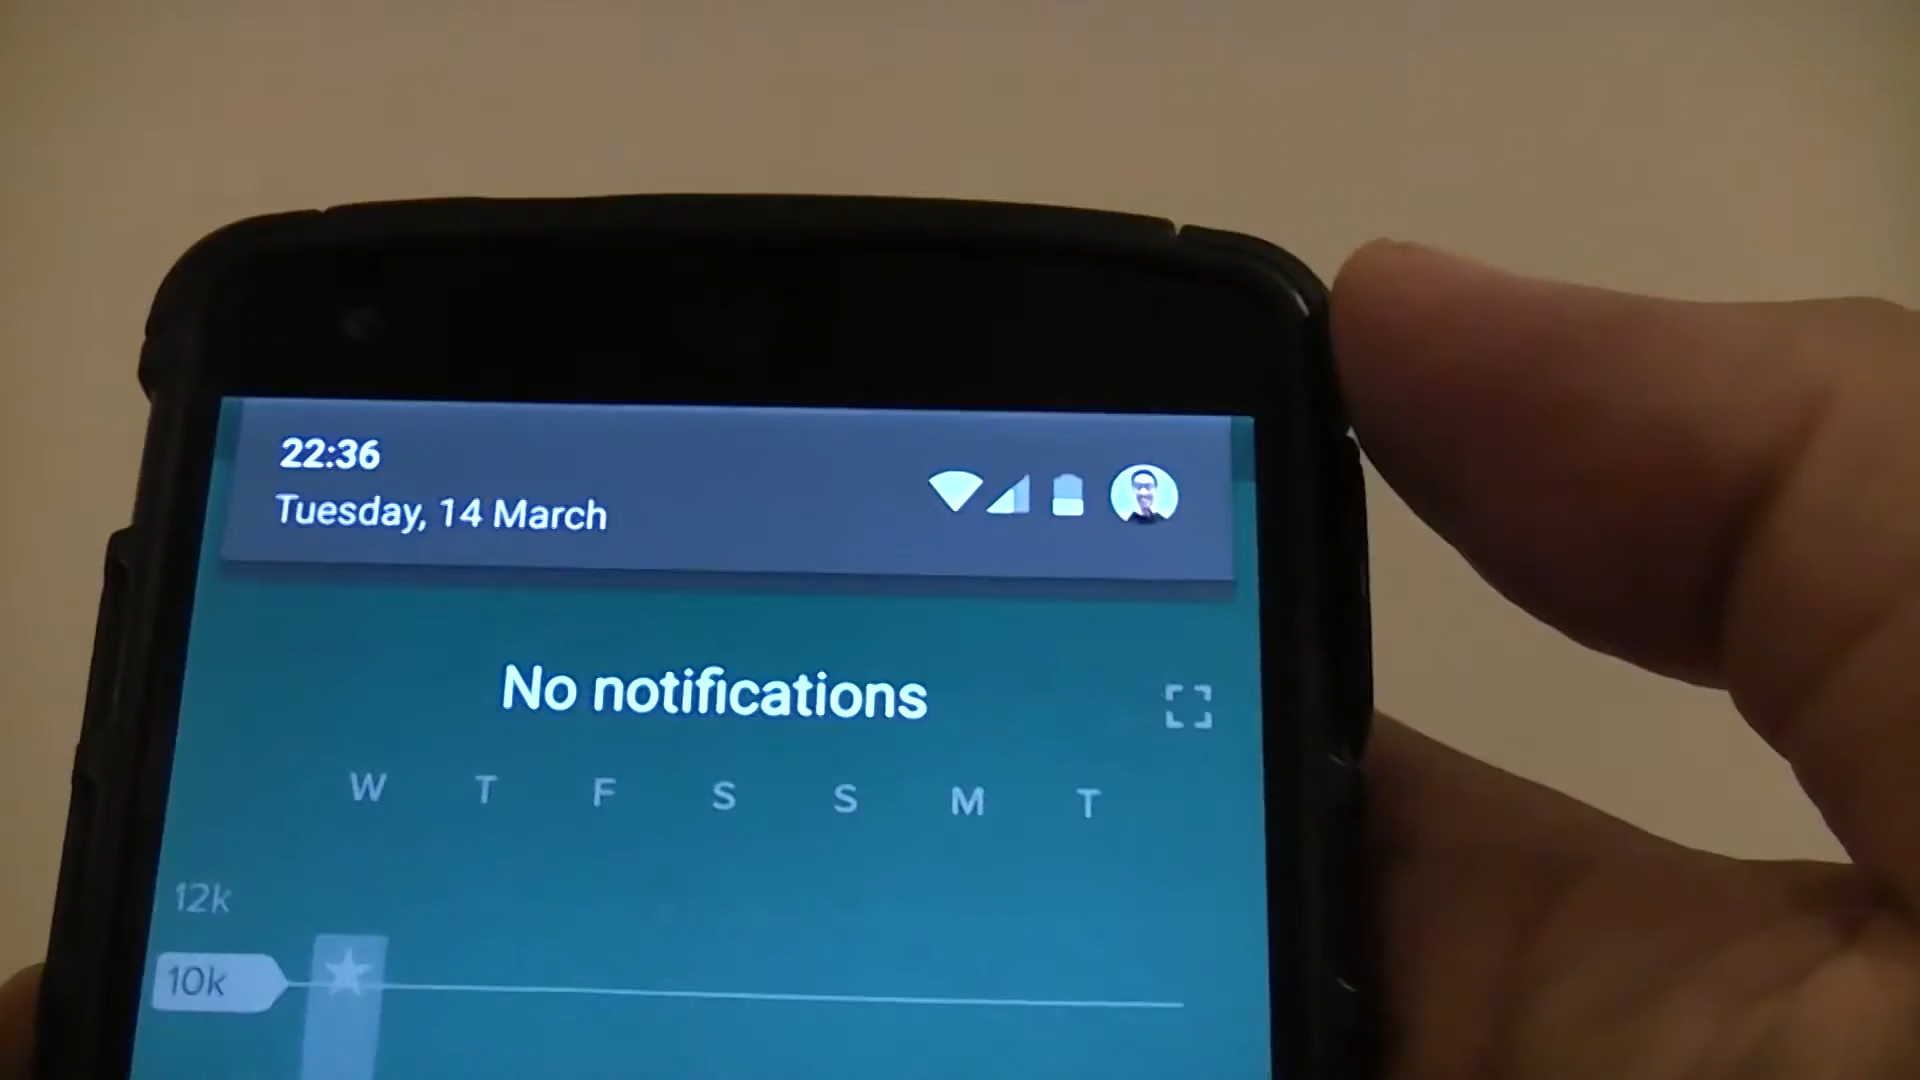 22:36
Tuesday, 14 March
No notifications
W T F S S M T
12k
10k